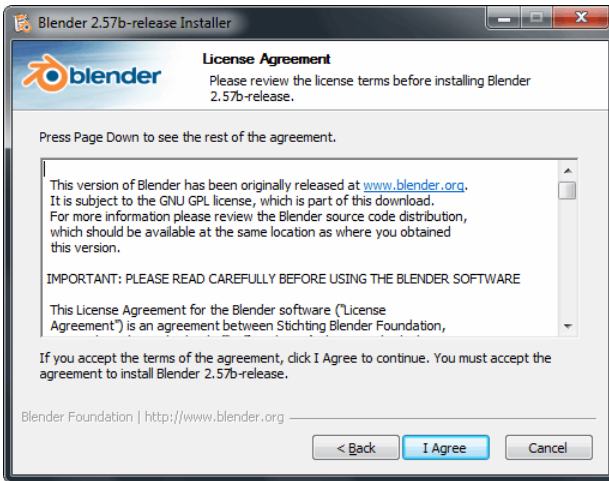 Blender 2.57b-release Installer
blender
License Agreement
Please review the license terms before installing Blender
2.57b-release.
Press Page Down to see the rest of the agreement.
This version of Blender has been originally released at www.blender.org.
It is subject to the GNU GPL license, which is part of this download.
For more information please review the Blender source code distribution,
which should be available at the same location as where you obtained
this version.
IMPORTANT: PLEASE READ CAREFULLY BEFORE USING THE BLENDER SOFTWARE
This License Agreement for the Blender software ("License
Agreement") is an agreement between Stichting Blender Foundation,
If you accept the terms of the agreement, click I Agree to continue. You must accept the
agreement to install Blender 2.57b-release.
Blender Foundation | http://www.blender.org
< Back
I Agree
Cancel